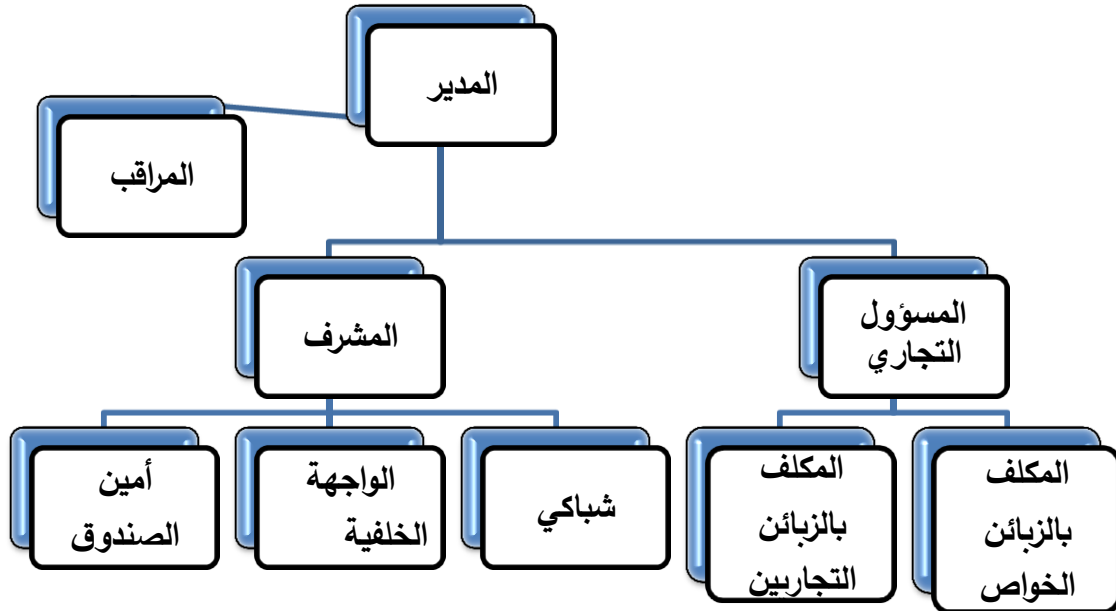 المدير
المراقب
المسؤول
التجاري
المشرف
المكلف
بالزبائن
الخواص
المكلف
بالزبائن
التجاريين
شباكي
الواجهة
الخلفية
أمين
الصندوق